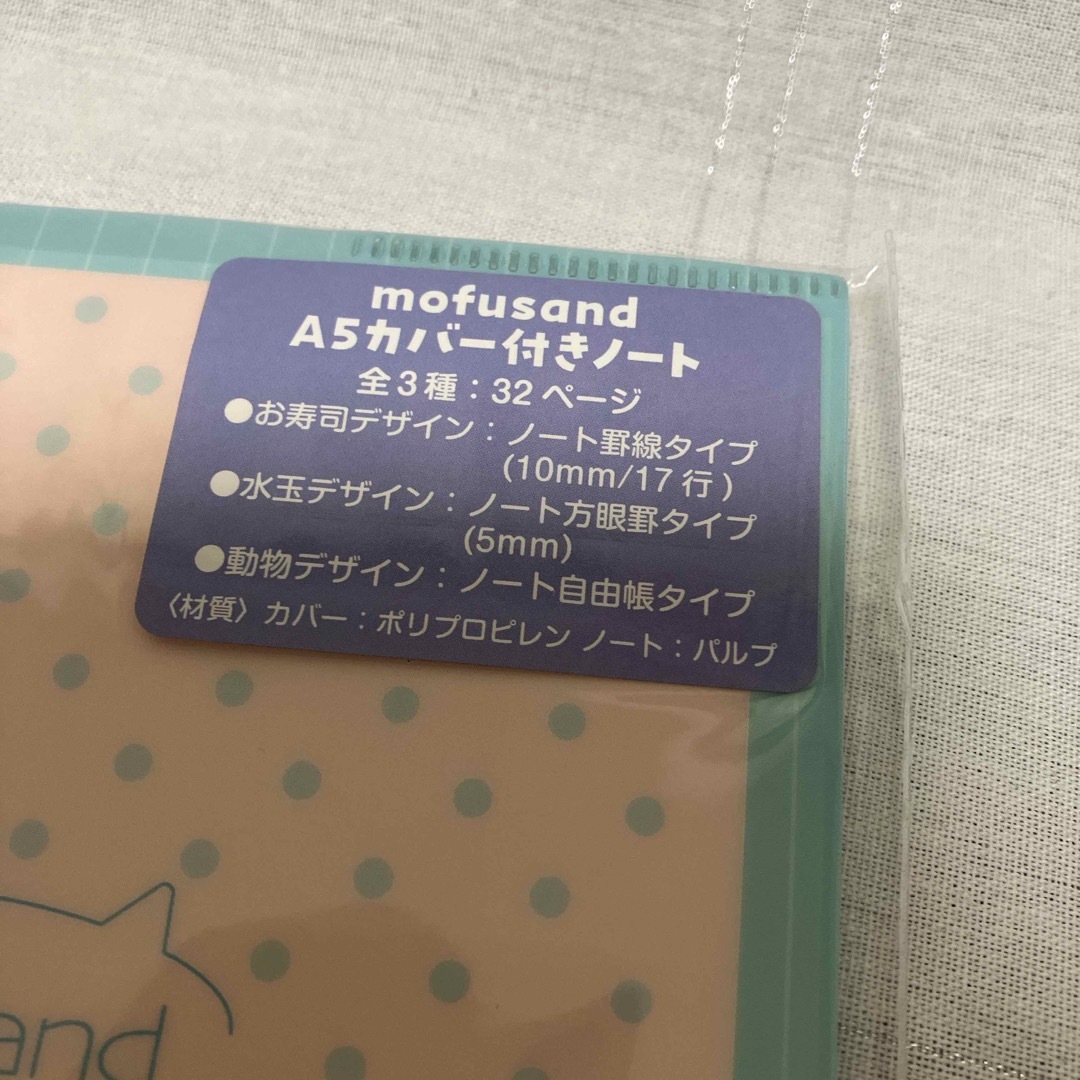 mofusand
A5カバー付きノート
全3種：32ページ
●お寿司デザイン：ノート罫線タイプ
(10mm/17行)
●水玉デザイン：ノート方眼罫タイプ
(5mm)
●動物デザイン：ノート自由帳タイプ
〈材質〉カバー：ポリプロピレン ノート：パルプ
and